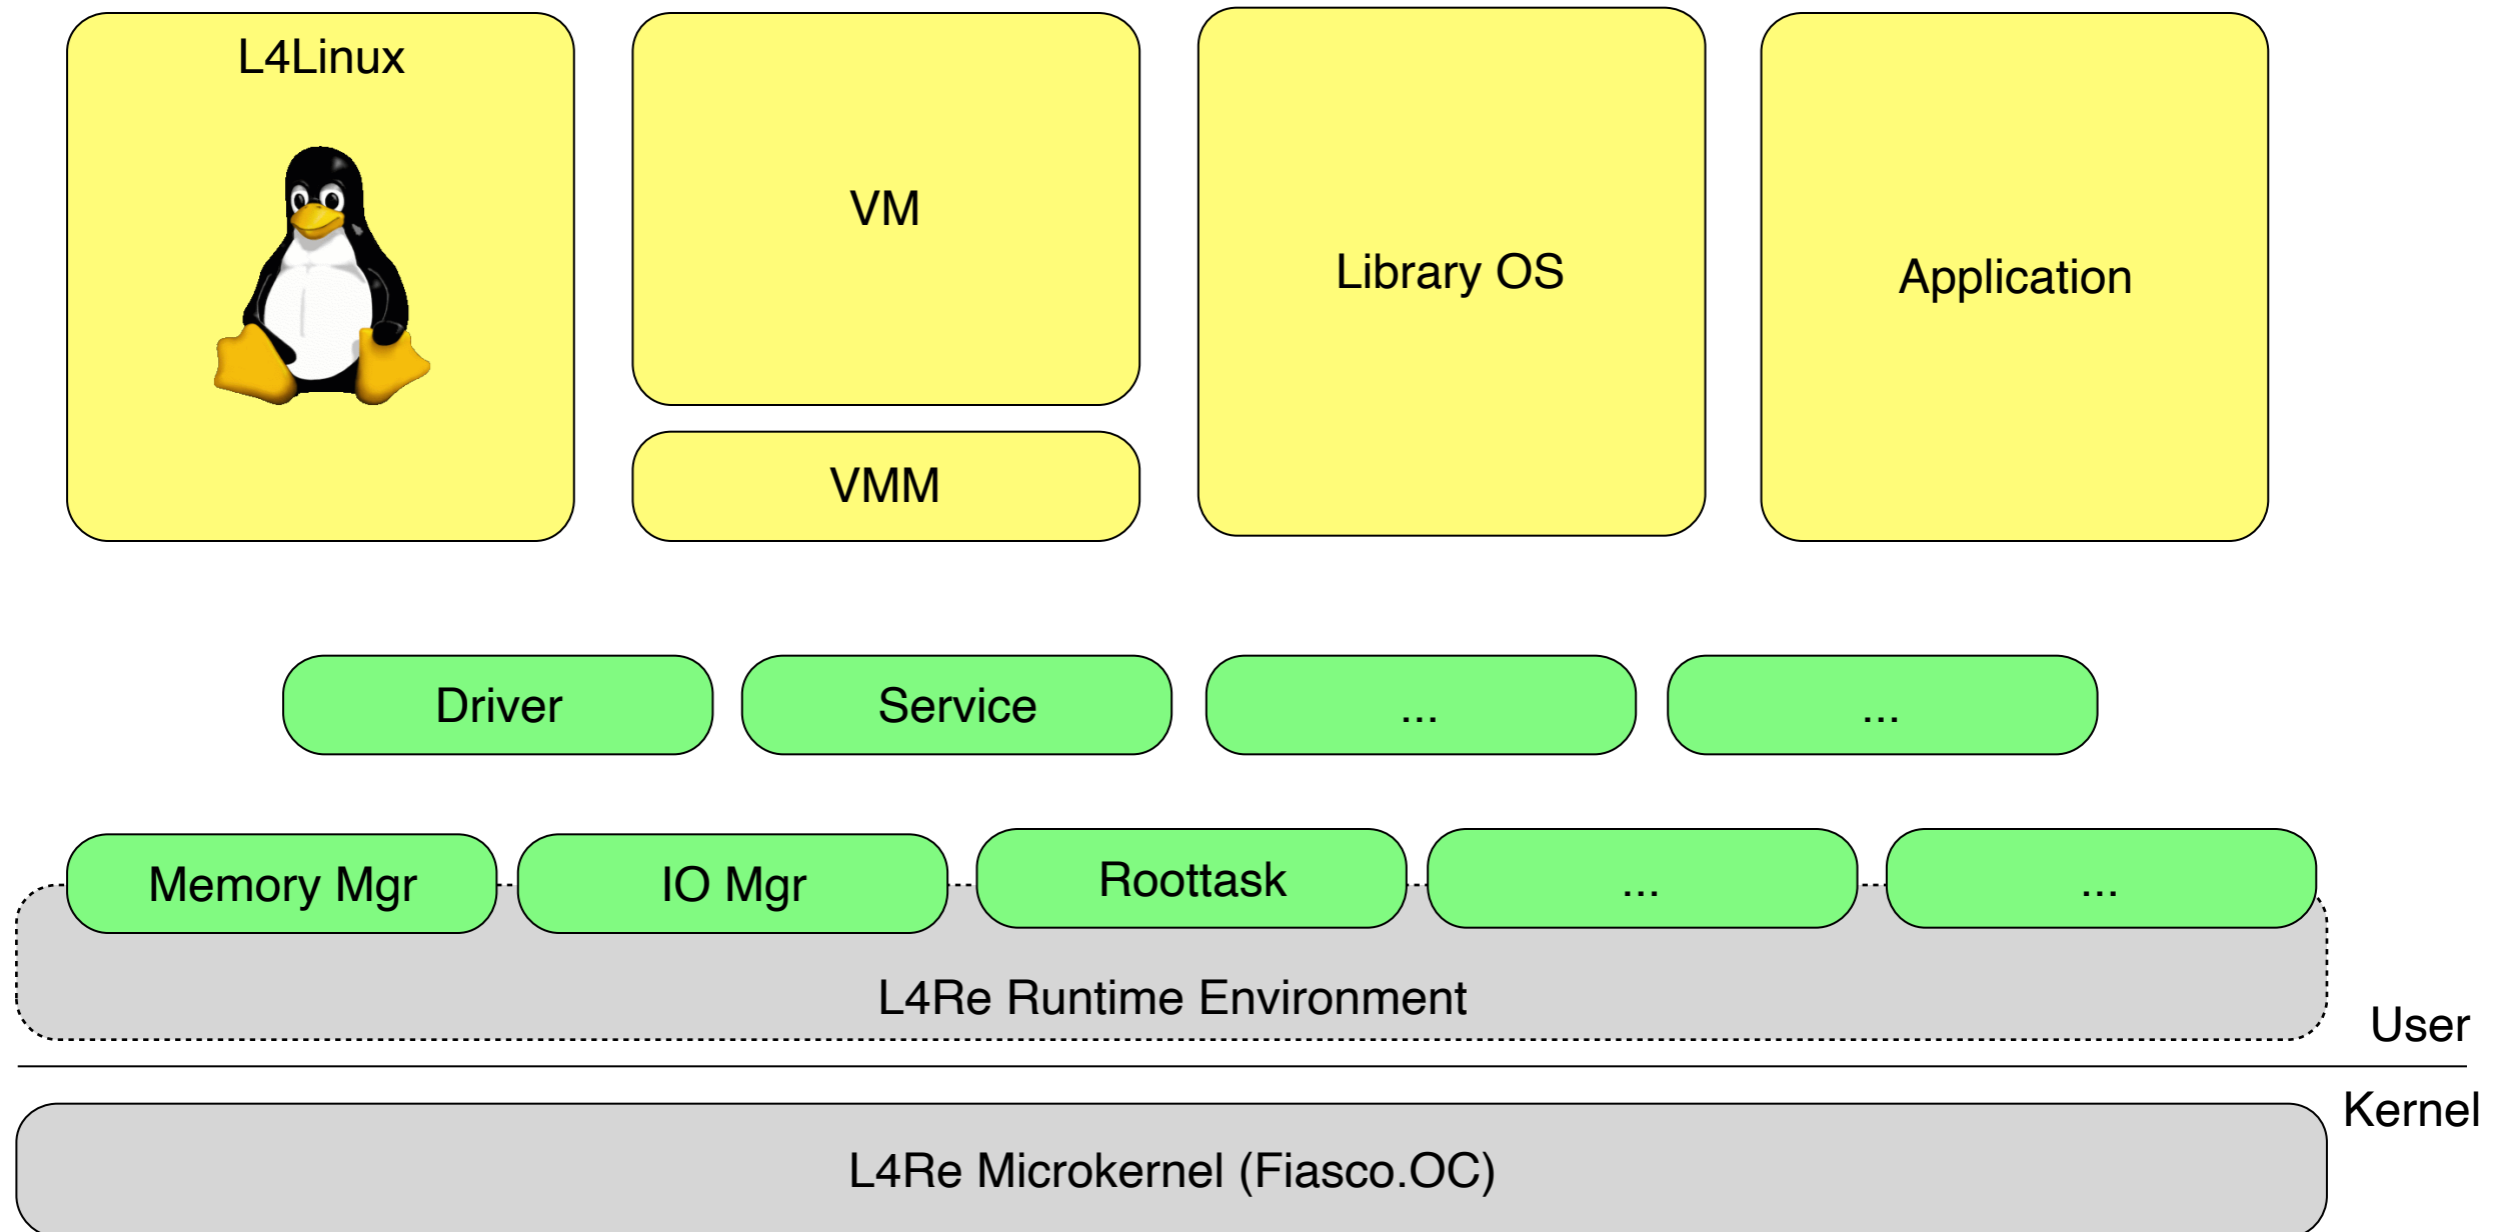 L4Linux
VM
VMM
Library OS
Application
Driver
Service
...
...
Memory Mgr
IO Mgr
Roottask
...
...
L4Re Runtime Environment
User
Kernel
L4Re Microkernel (Fiasco.OC)